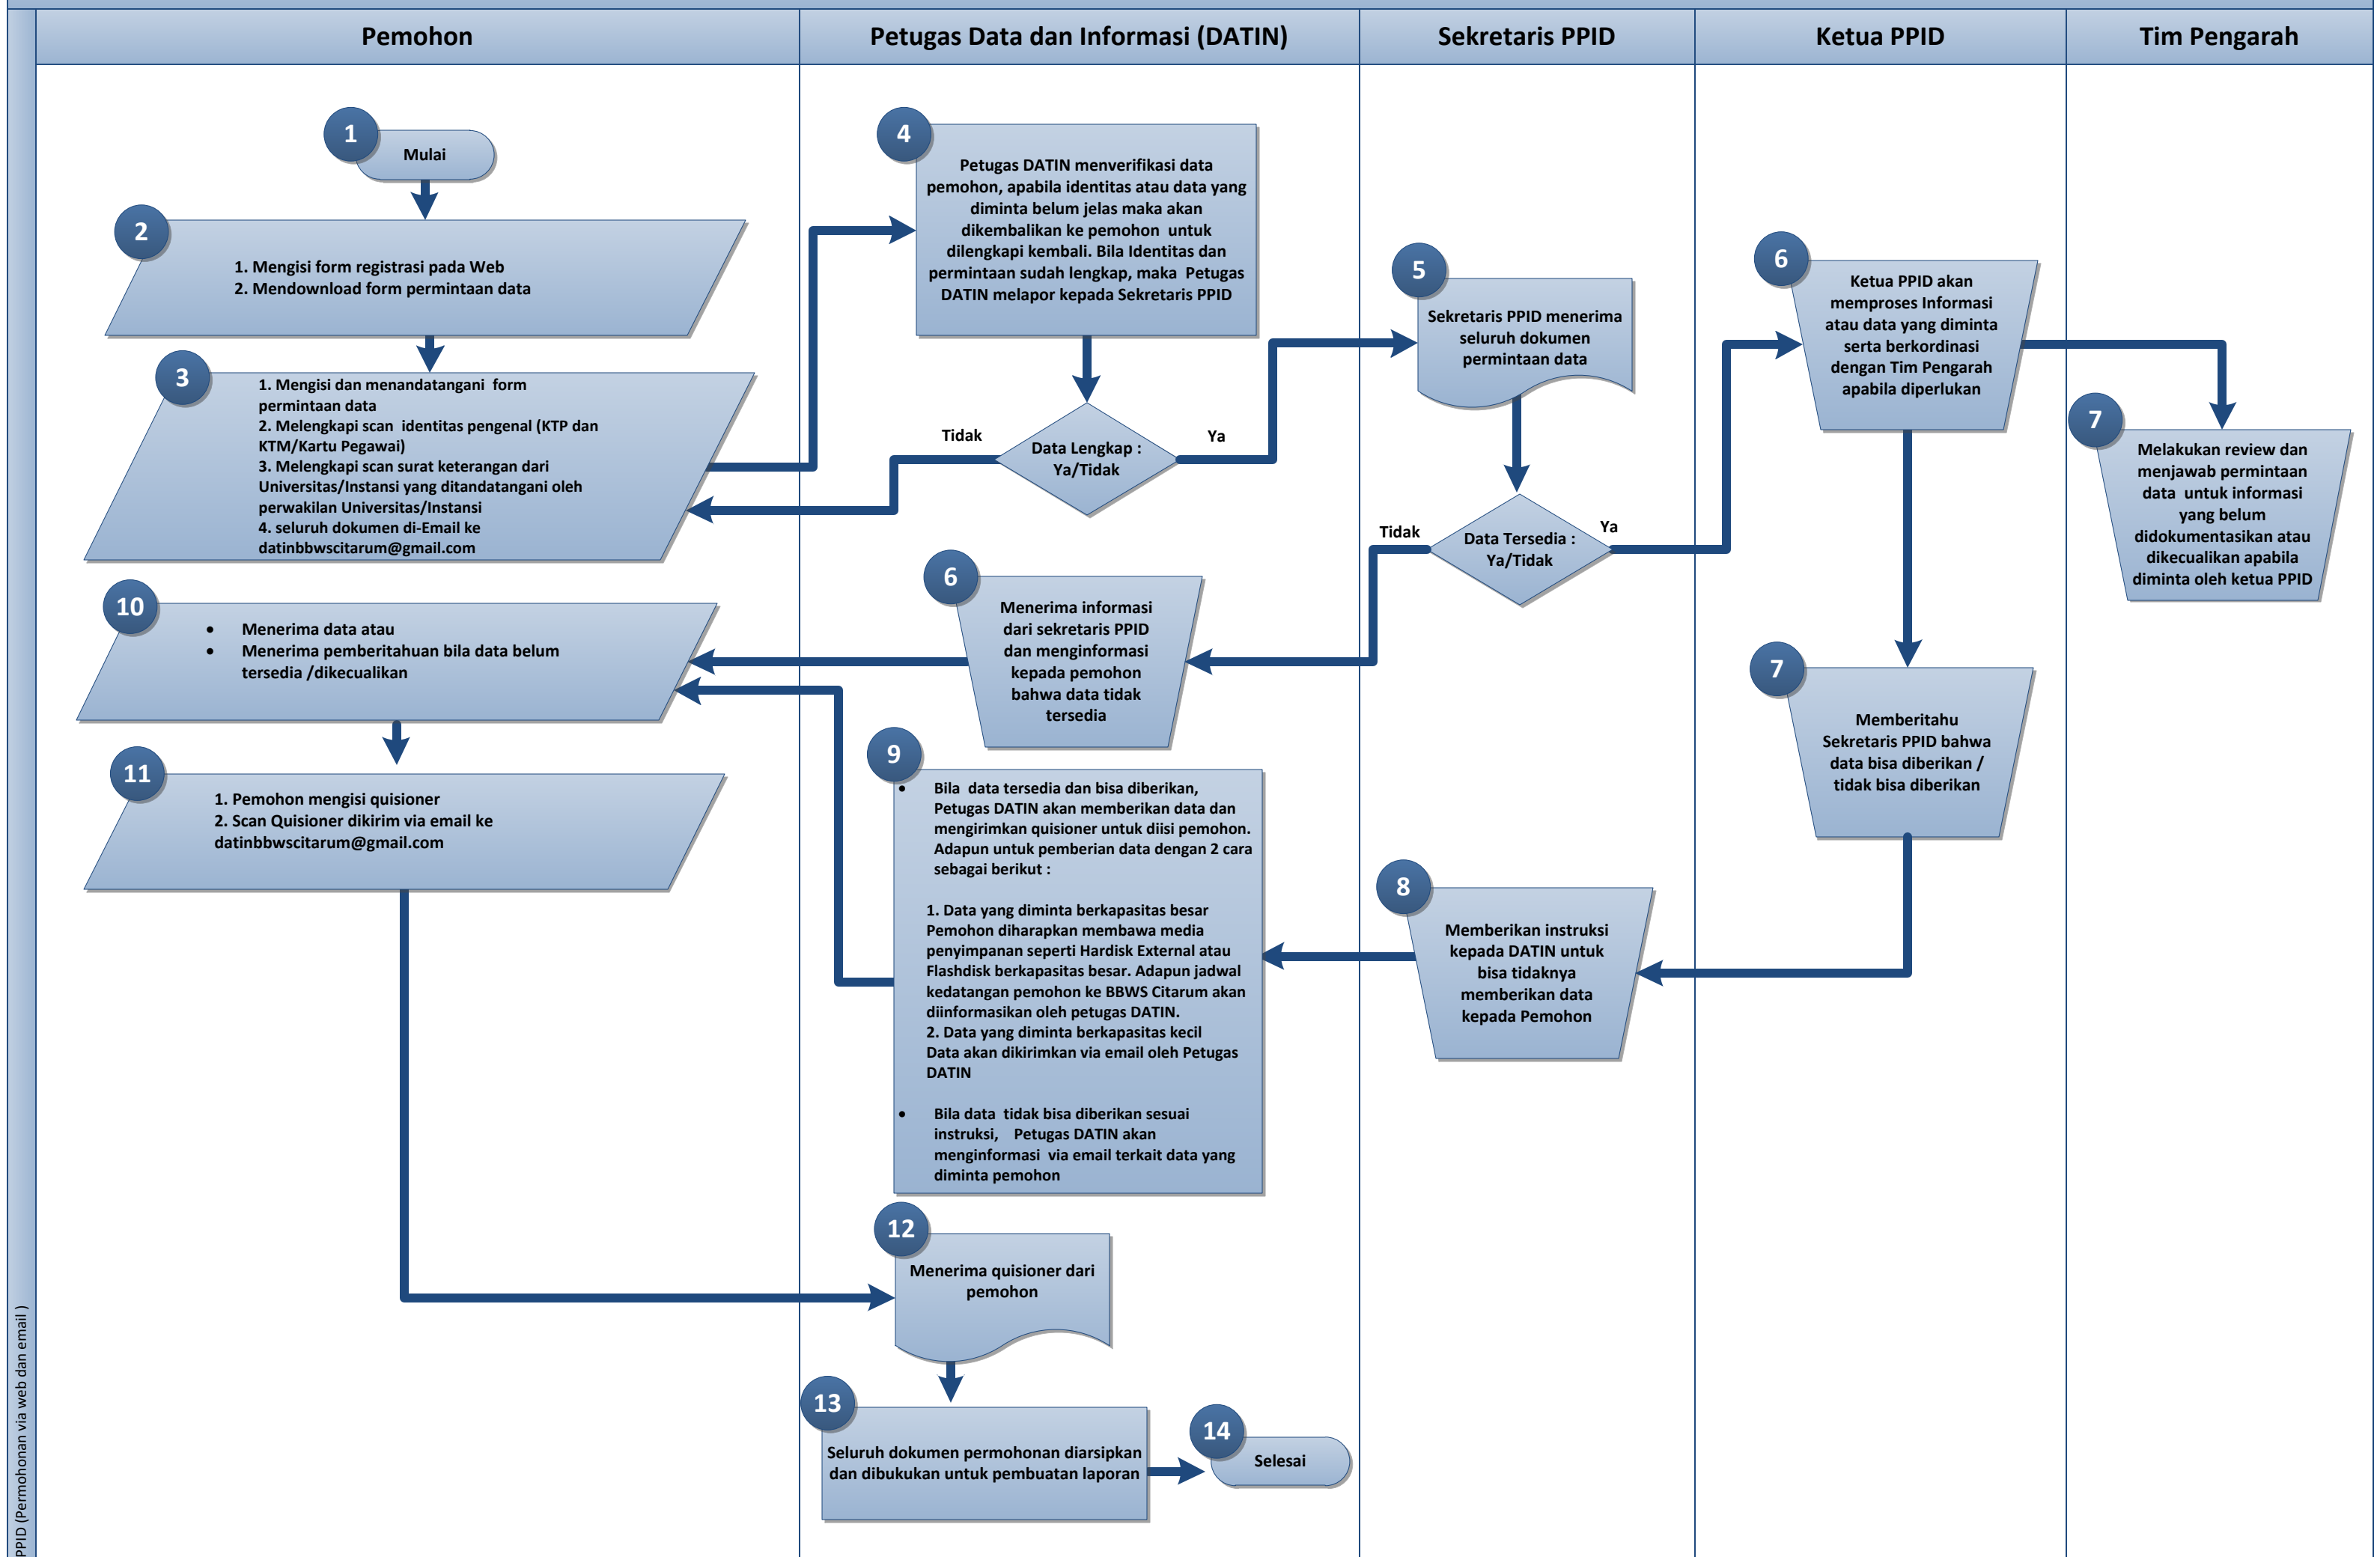 Pemohon
Petugas Data dan Informasi (DATIN)
Sekretaris PPID
Ketua PPID
Tim Pengarah
1
Mulai
2
1. Mengisi form registrasi pada Web
2. Mendownload form permintaan data
3
1. Mengisi dan menandatangani form
permintaan data
2. Melengkapi scan identitas pengenal (KTP dan
KTM/Kartu Pegawai)
3. Melengkapi scan surat keterangan dari
Universitas/Instansi yang ditandatangani oleh
perwakilan Universitas/Instansi
4. seluruh dokumen di-Email ke
datinbbwscitarum@gmail.com
4
Petugas DATIN menverifikasi data
pemohon, apabila identitas atau data yang
diminta belum jelas maka akan
dikembalikan ke pemohon untuk
dilengkapi kembali. Bila Identitas dan
permintaan sudah lengkap, maka Petugas
DATIN melapor kepada Sekretaris PPID
Tidak
Data Lengkap :
Ya/Tidak
Ya
5
Sekretaris PPID menerima
seluruh dokumen
permintaan data
Tidak
Data Tersedia :
Ya/Tidak
Ya
6
Ketua PPID akan
memproses Informasi
atau data yang diminta
serta berkordinasi
dengan Tim Pengarah
apabila diperlukan
7
Melakukan review dan
menjawab permintaan
data untuk informasi
yang belum
didokumentasikan atau
dikecualikan apabila
diminta oleh ketua PPID
6
Menerima informasi
dari sekretaris PPID
dan menginformasi
kepada pemohon
bahwa data tidak
tersedia
7
Memberitahu
Sekretaris PPID bahwa
data bisa diberikan /
tidak bisa diberikan
8
Memberikan instruksi
kepada DATIN untuk
bisa tidaknya
memberikan data
kepada Pemohon
9
• Bila data tersedia dan bisa diberikan,
Petugas DATIN akan memberikan data dan
mengirimkan quisioner untuk diisi pemohon.
Adapun untuk pemberian data dengan 2 cara
sebagai berikut :
1. Data yang diminta berkapasitas besar
Pemohon diharapkan membawa media
penyimpanan seperti Hardisk External atau
Flashdisk berkapasitas besar. Adapun jadwal
kedatangan pemohon ke BBWS Citarum akan
diinformasikan oleh petugas DATIN.
2. Data yang diminta berkapasitas kecil
Data akan dikirimkan via email oleh Petugas
DATIN
• Bila data tidak bisa diberikan sesuai
instruksi, Petugas DATIN akan
menginformasi via email terkait data yang
diminta pemohon
10
• Menerima data atau
• Menerima pemberitahuan bila data belum
tersedia /dikecualikan
11
1. Pemohon mengisi quisioner
2. Scan Quisioner dikirim via email ke
datinbbwscitarum@gmail.com
12
Menerima quisioner dari
pemohon
13
Seluruh dokumen permohonan diarsipkan
dan dibukukan untuk pembuatan laporan
14
Selesai
PPID (Permohonan via web dan email )